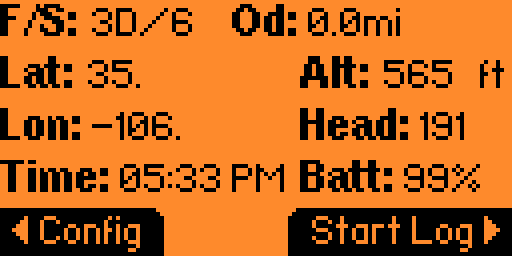 F/S: 3D/6 Od: 0.0mi
Lat: 35. Alt: 565 ft
Lon: -106. Head: 191
Time: 05:33 PM Batt: 99%
Config Start Log